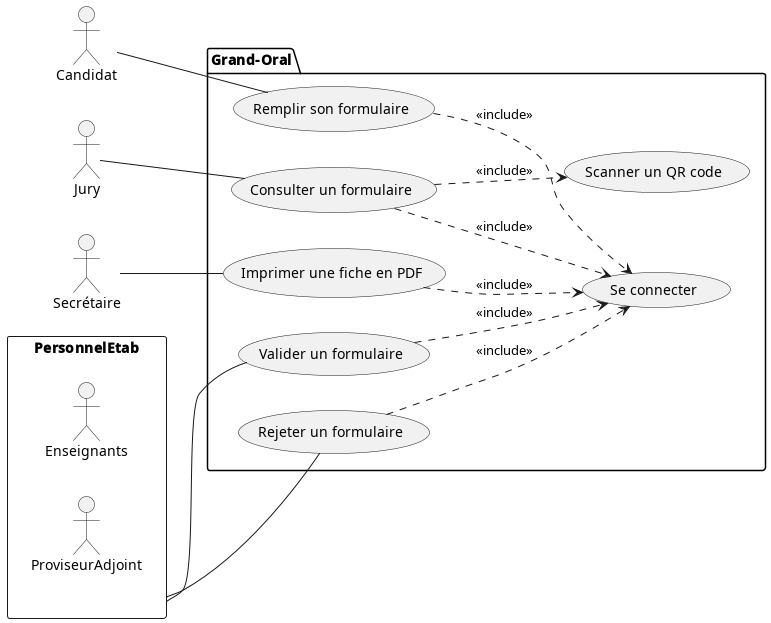 Candidat
Grand-Oral
Remplir son formulaire
«include»
Jury
Consulter un formulaire
«include»
Scanner un QR code
«include»
Secrétaire
Imprimer une fiche en PDF
«include»
Se connecter
«include»
PersonnelEtab
Valider un formulaire
«include»
Enseignants
Rejeter un formulaire
ProviseurAdjoint